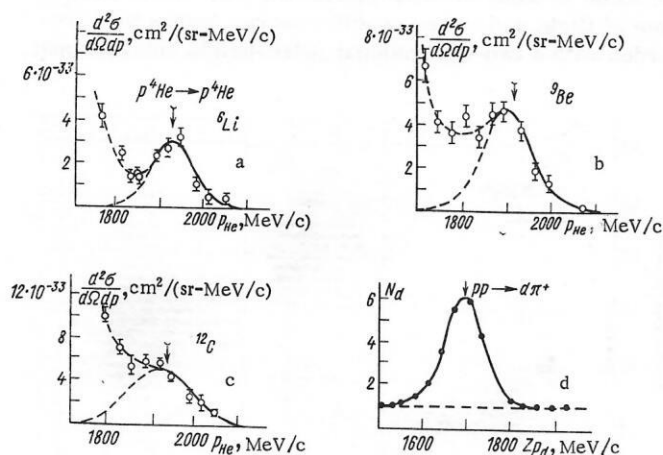 d²σ/dΩdp, cm²/(sr-MeV/c)
6·10⁻³³
4
2
p⁴He→p⁴He
⁶Li
a
1800
2000
p_He, MeV/c)
d²σ/dΩdp, cm²/(sr-MeV/c)
8·10⁻³³
6
4
2
⁹Be
b
1800
2000
p_He, MeV/c)
d²σ/dΩdp, cm²/(sr-MeV/c)
12·10⁻³³
8
4
¹²C
c
1800
2000
p_He, MeV/c
N_d
pp→dπ⁺
6
4
2
d
1600
1800
Zp_d, MeV/c